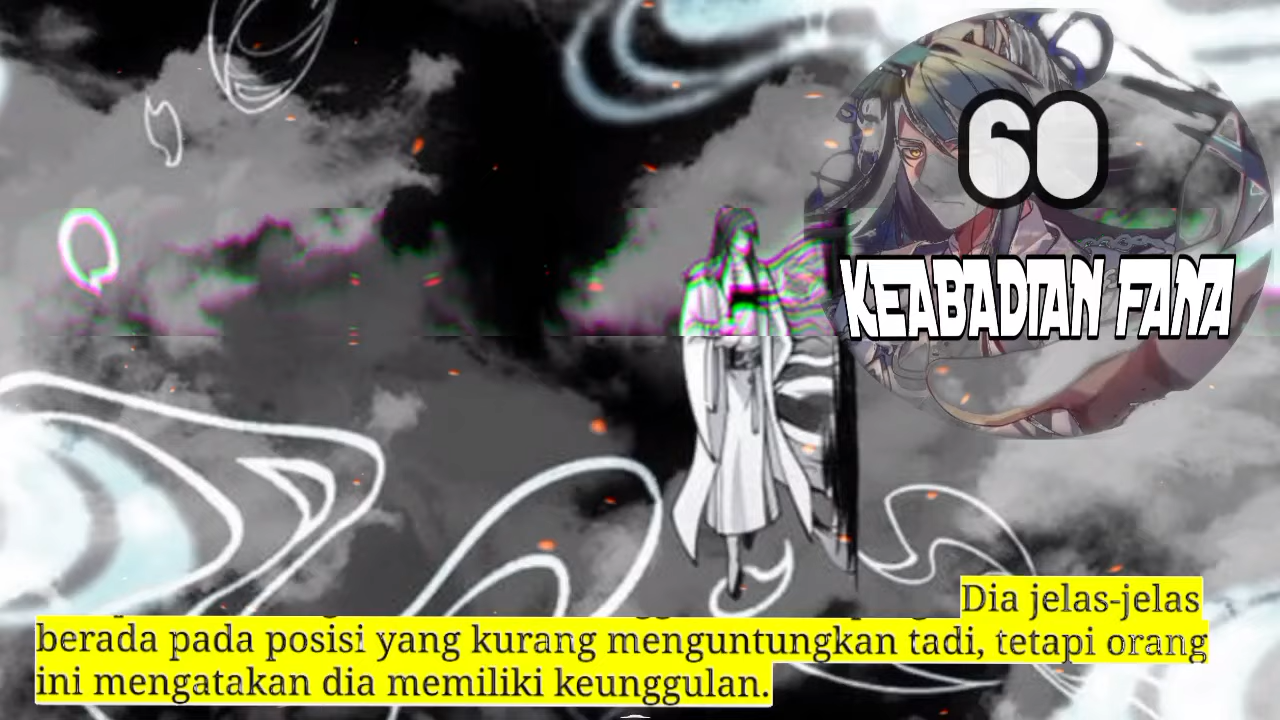 60
KEABADIAN FANA
Dia jelas-jelas
berada pada posisi yang kurang menguntungkan tadi, tetapi orang
ini mengatakan dia memiliki keunggulan.